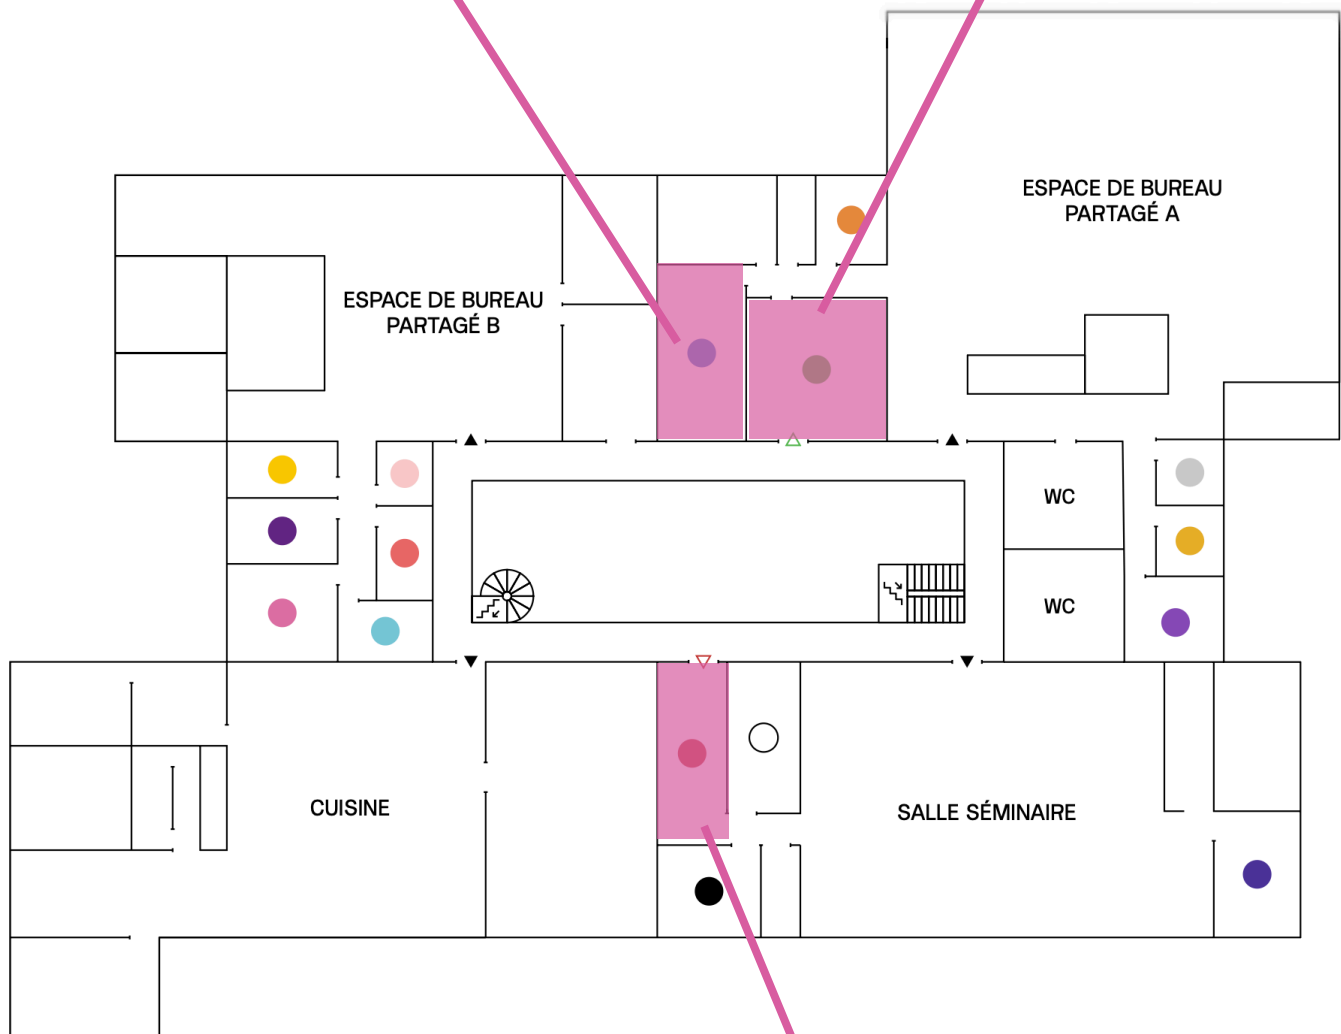 ESPACE DE BUREAU
PARTAGÉ A
ESPACE DE BUREAU
PARTAGÉ B
WC
WC
CUISINE
SALLE SÉMINAIRE